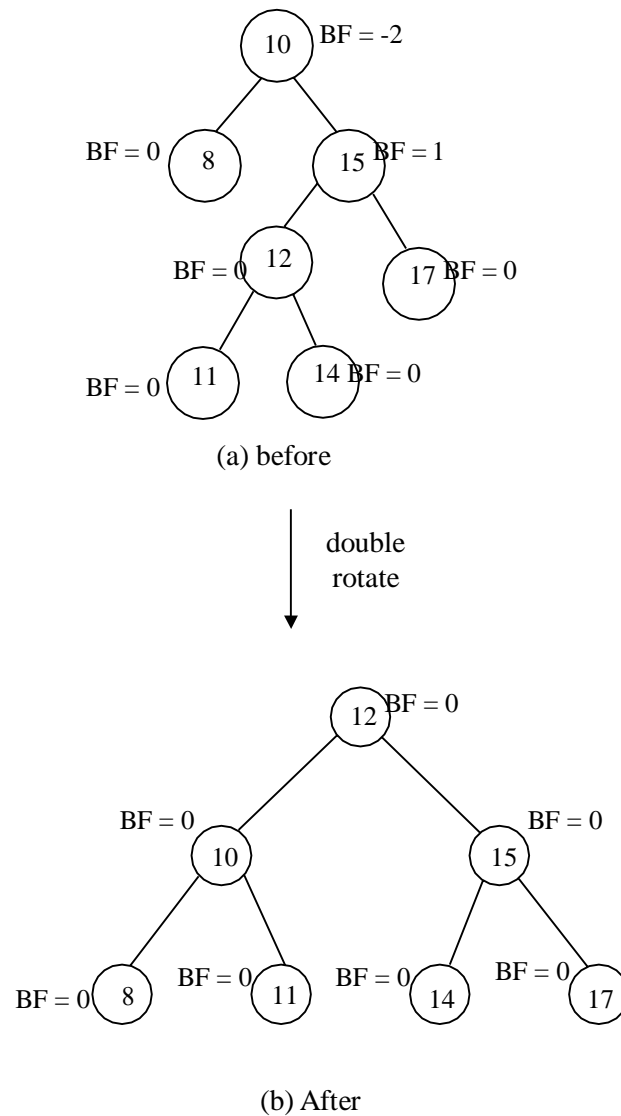 10 BF = -2
BF = 0 8 15 BF = 1
BF = 0 12 17 BF = 0
BF = 0 11 14 BF = 0
(a) before
double
rotate
12 BF = 0
BF = 0 BF = 0
10 15
BF = 0 8 BF = 0 11 BF = 0 14 BF = 0 17
(b) After